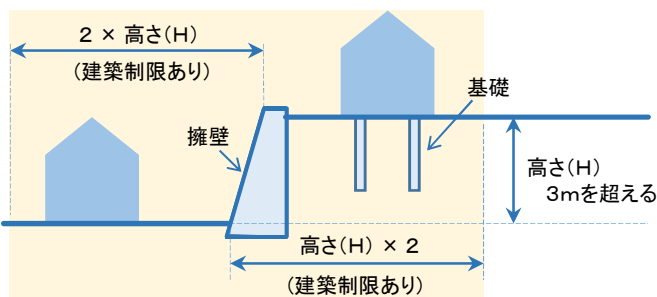 2 × 高さ(H)
(建築制限あり)
基礎
擁壁
高さ(H)
3mを超える
高さ(H) × 2
(建築制限あり)